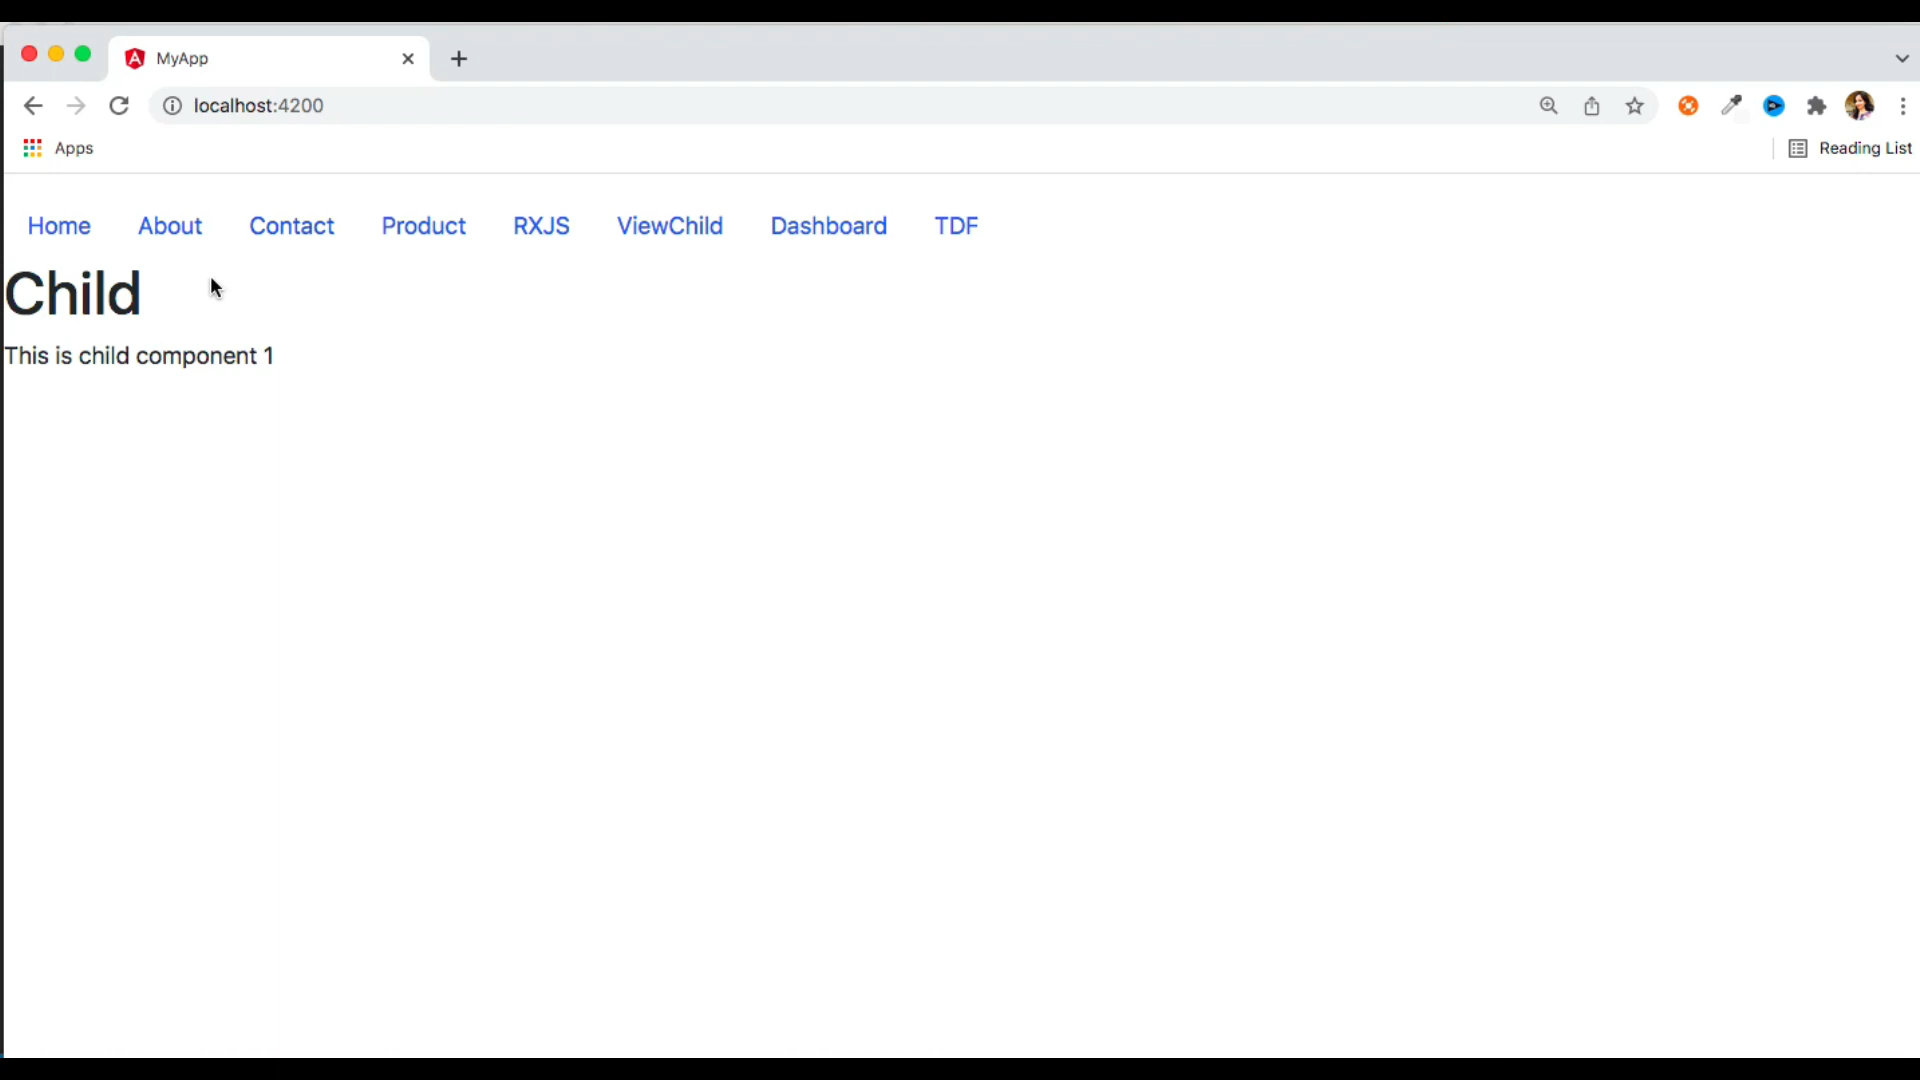 MyApp
localhost:4200
Apps
Reading List
Home About Contact Product RXJS ViewChild Dashboard TDF
Child
This is child component 1